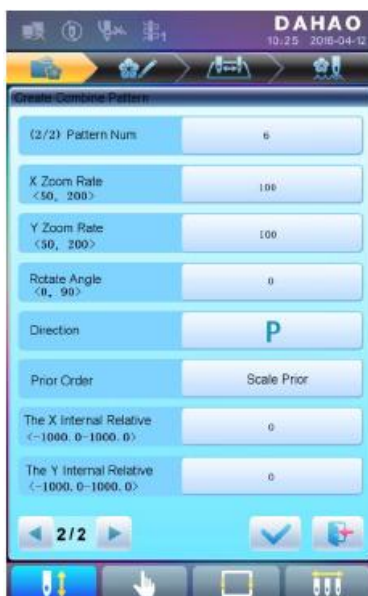 DAHAO
10:25 2016-04-12
Create Combine Pattern
(2/2) Pattern Num
6
X Zoom Rate
<50, 200>
100
Y Zoom Rate
<50, 200>
100
Rotate Angle
<0, 90>
0
Direction
P
Prior Order
Scale Prior
The X Internal Relative
<-1000.0-1000.0>
0
The Y Internal Relative
<-1000.0-1000.0>
0
2/2